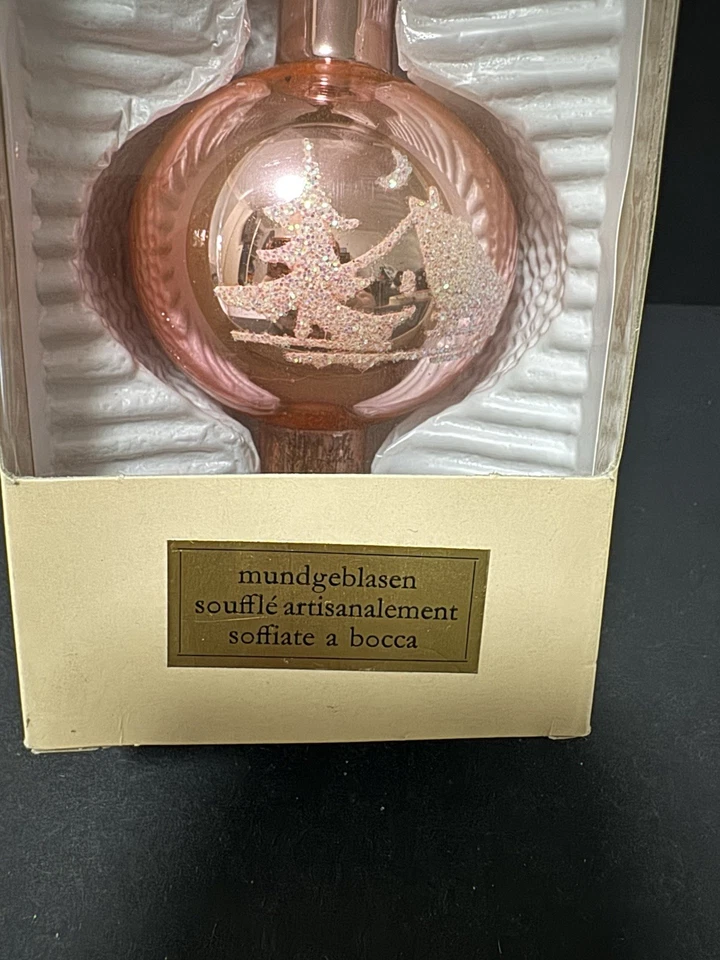 mundgeblasen
soufflé artisanalement
soffiate a bocca